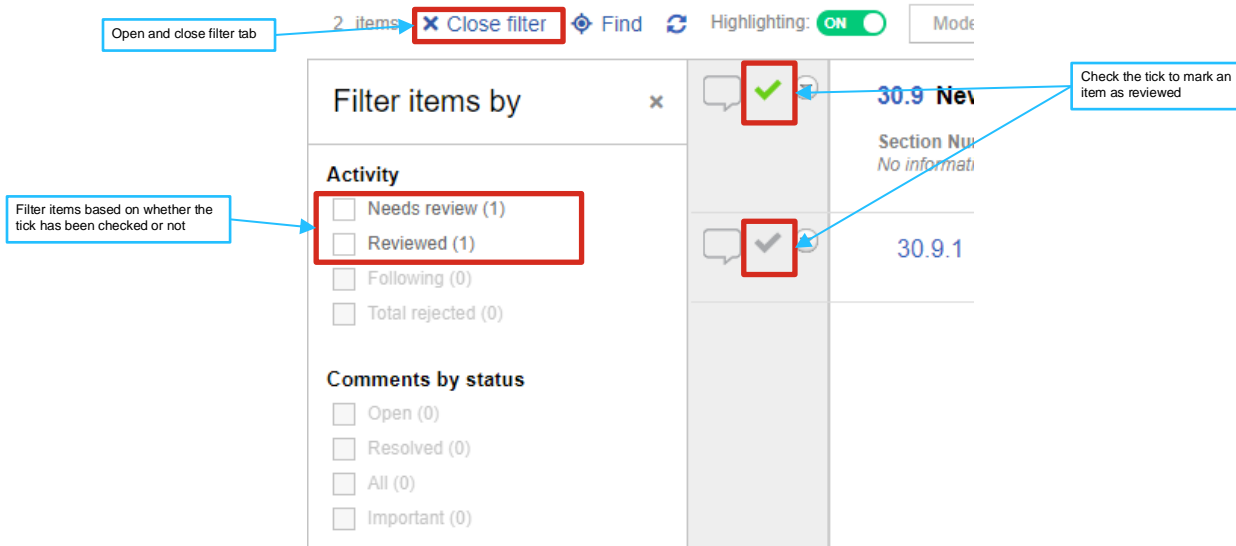 2 items
Close filter
Find
Highlighting:
ON
Mode
Open and close filter tab
Filter items by
30.9 Nev
Check the tick to mark an
item as reviewed
Section Nu
No informati
Activity
Needs review (1)
Filter items based on whether the
tick has been checked or not
Reviewed (1)
30.9.1
Following (0)
Total rejected (0)
Comments by status
Open (0)
Resolved (0)
All (0)
Important (0)